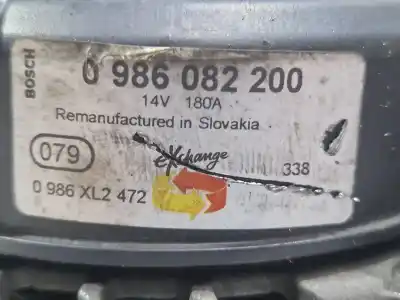 BOSCH
0 986 082 200
14V 180A
Remanufactured in Slovakia
079
eXchange
338
0 986 XL2 472